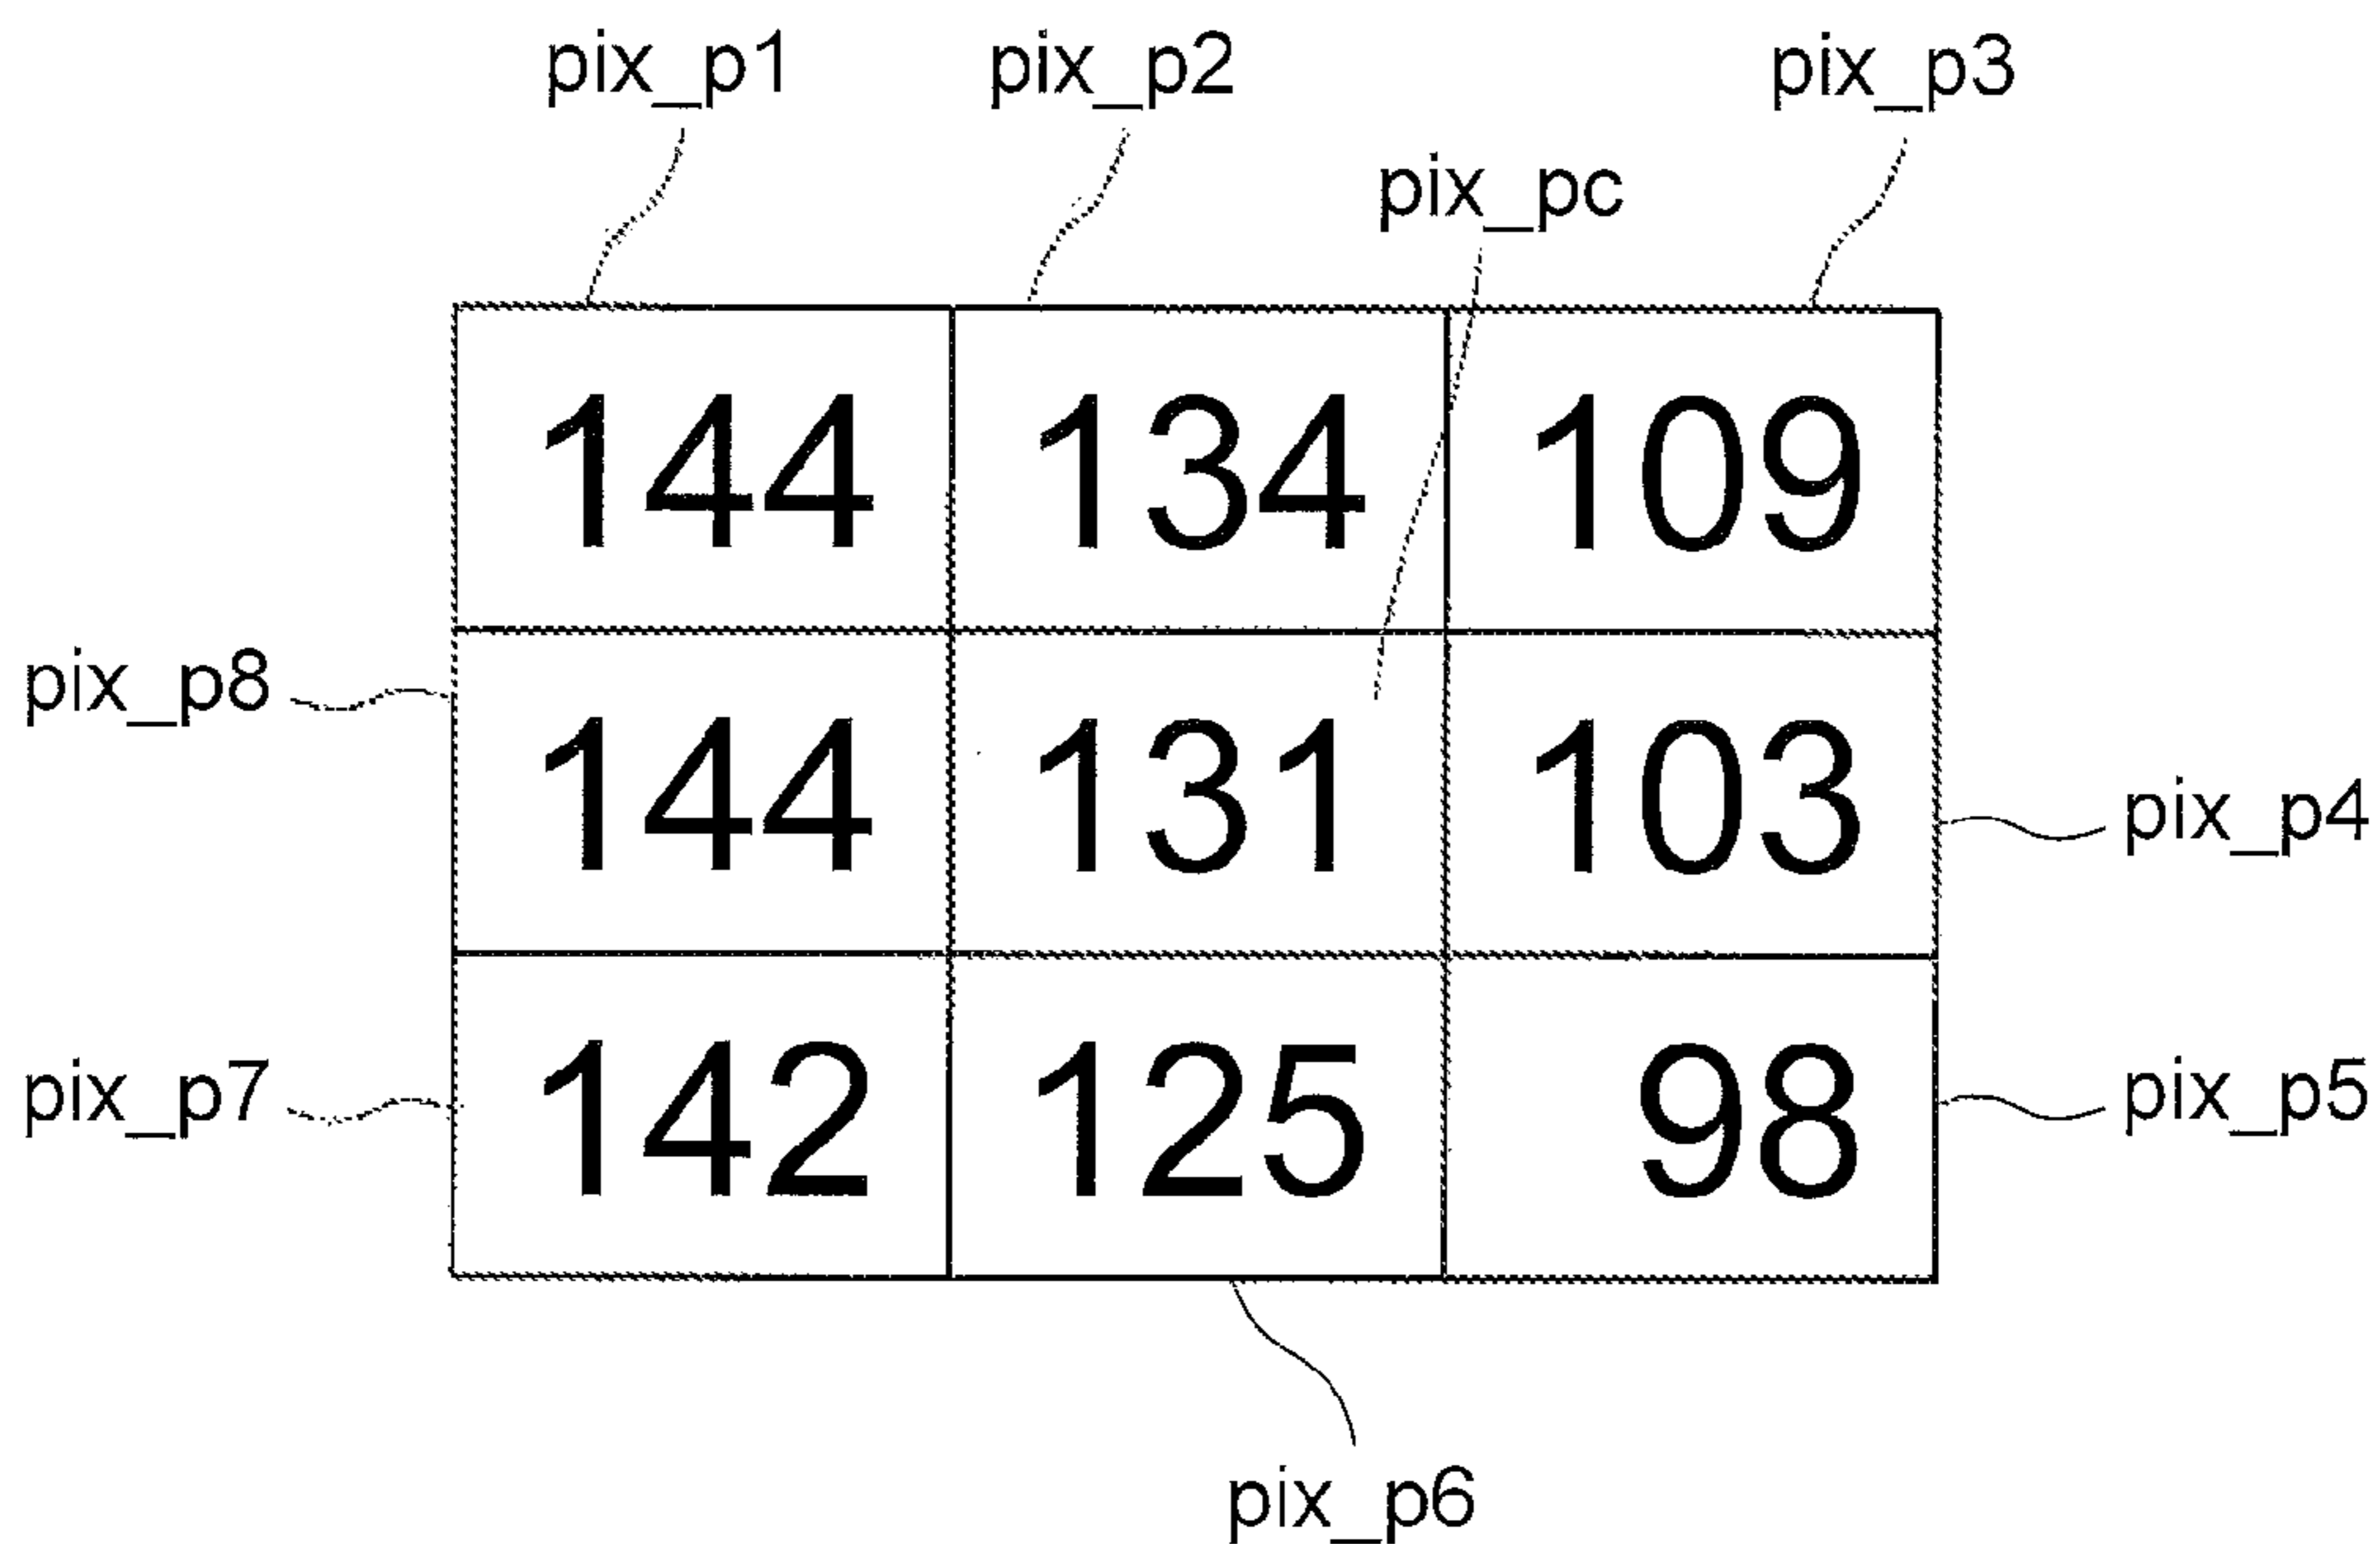 pix_p1 pix_p2 pix_p3
pix_pc
144 134 109
pix_p8
144 131 103
pix_p4
pix_p7 142 125 98 pix_p5
pix_p6